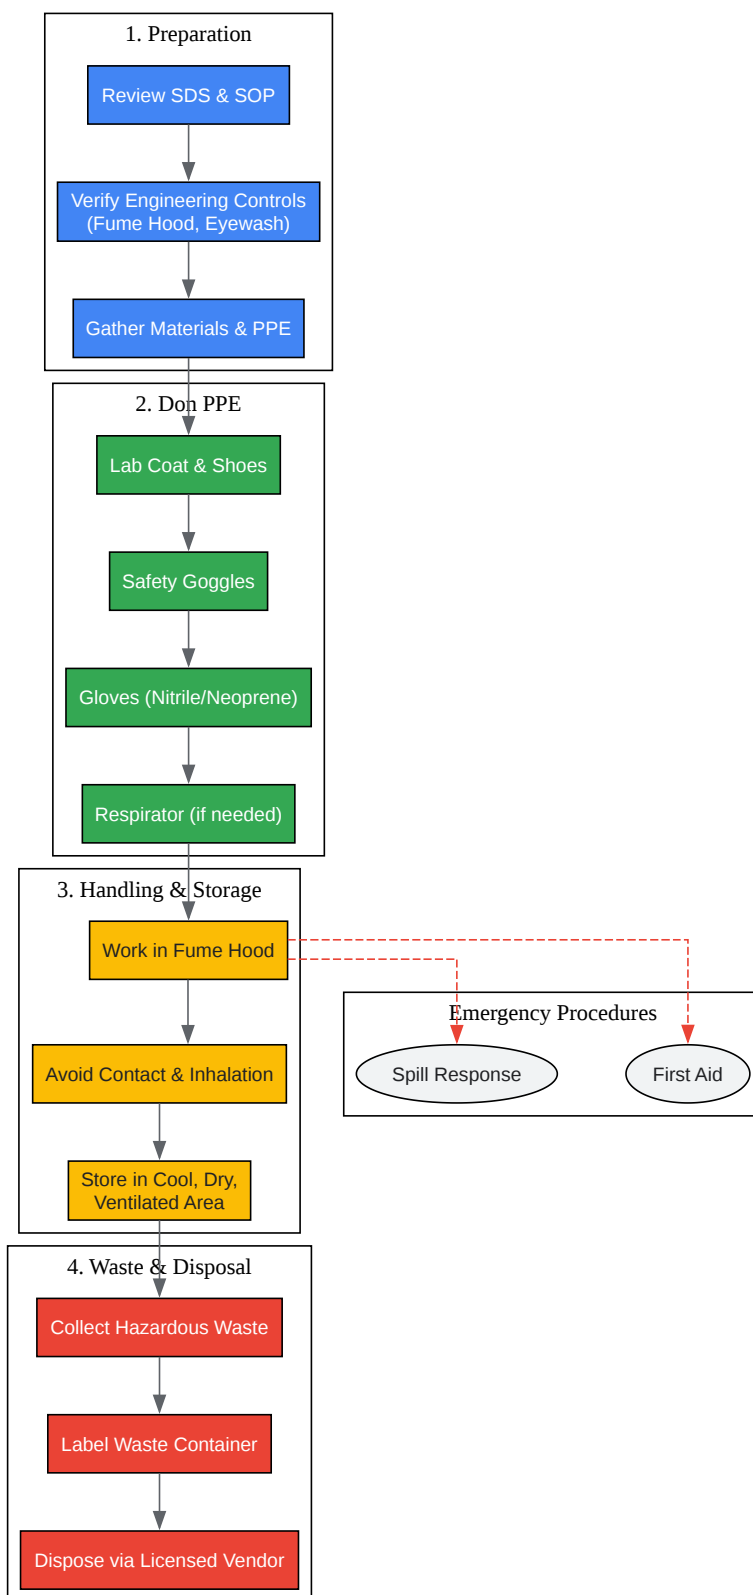 1. Preparation
Review SDS & SOP
Verify Engineering Controls
(Fume Hood, Eyewash)
Gather Materials & PPE
2. Don PPE
Lab Coat & Shoes
Safety Goggles
Gloves (Nitrile/Neoprene)
Respirator (if needed)
3. Handling & Storage
Work in Fume Hood
Emergency Procedures
Avoid Contact & Inhalation
Spill Response
First Aid
Store in Cool, Dry,
Ventilated Area
4. Waste & Disposal
Collect Hazardous Waste
Label Waste Container
Dispose via Licensed Vendor